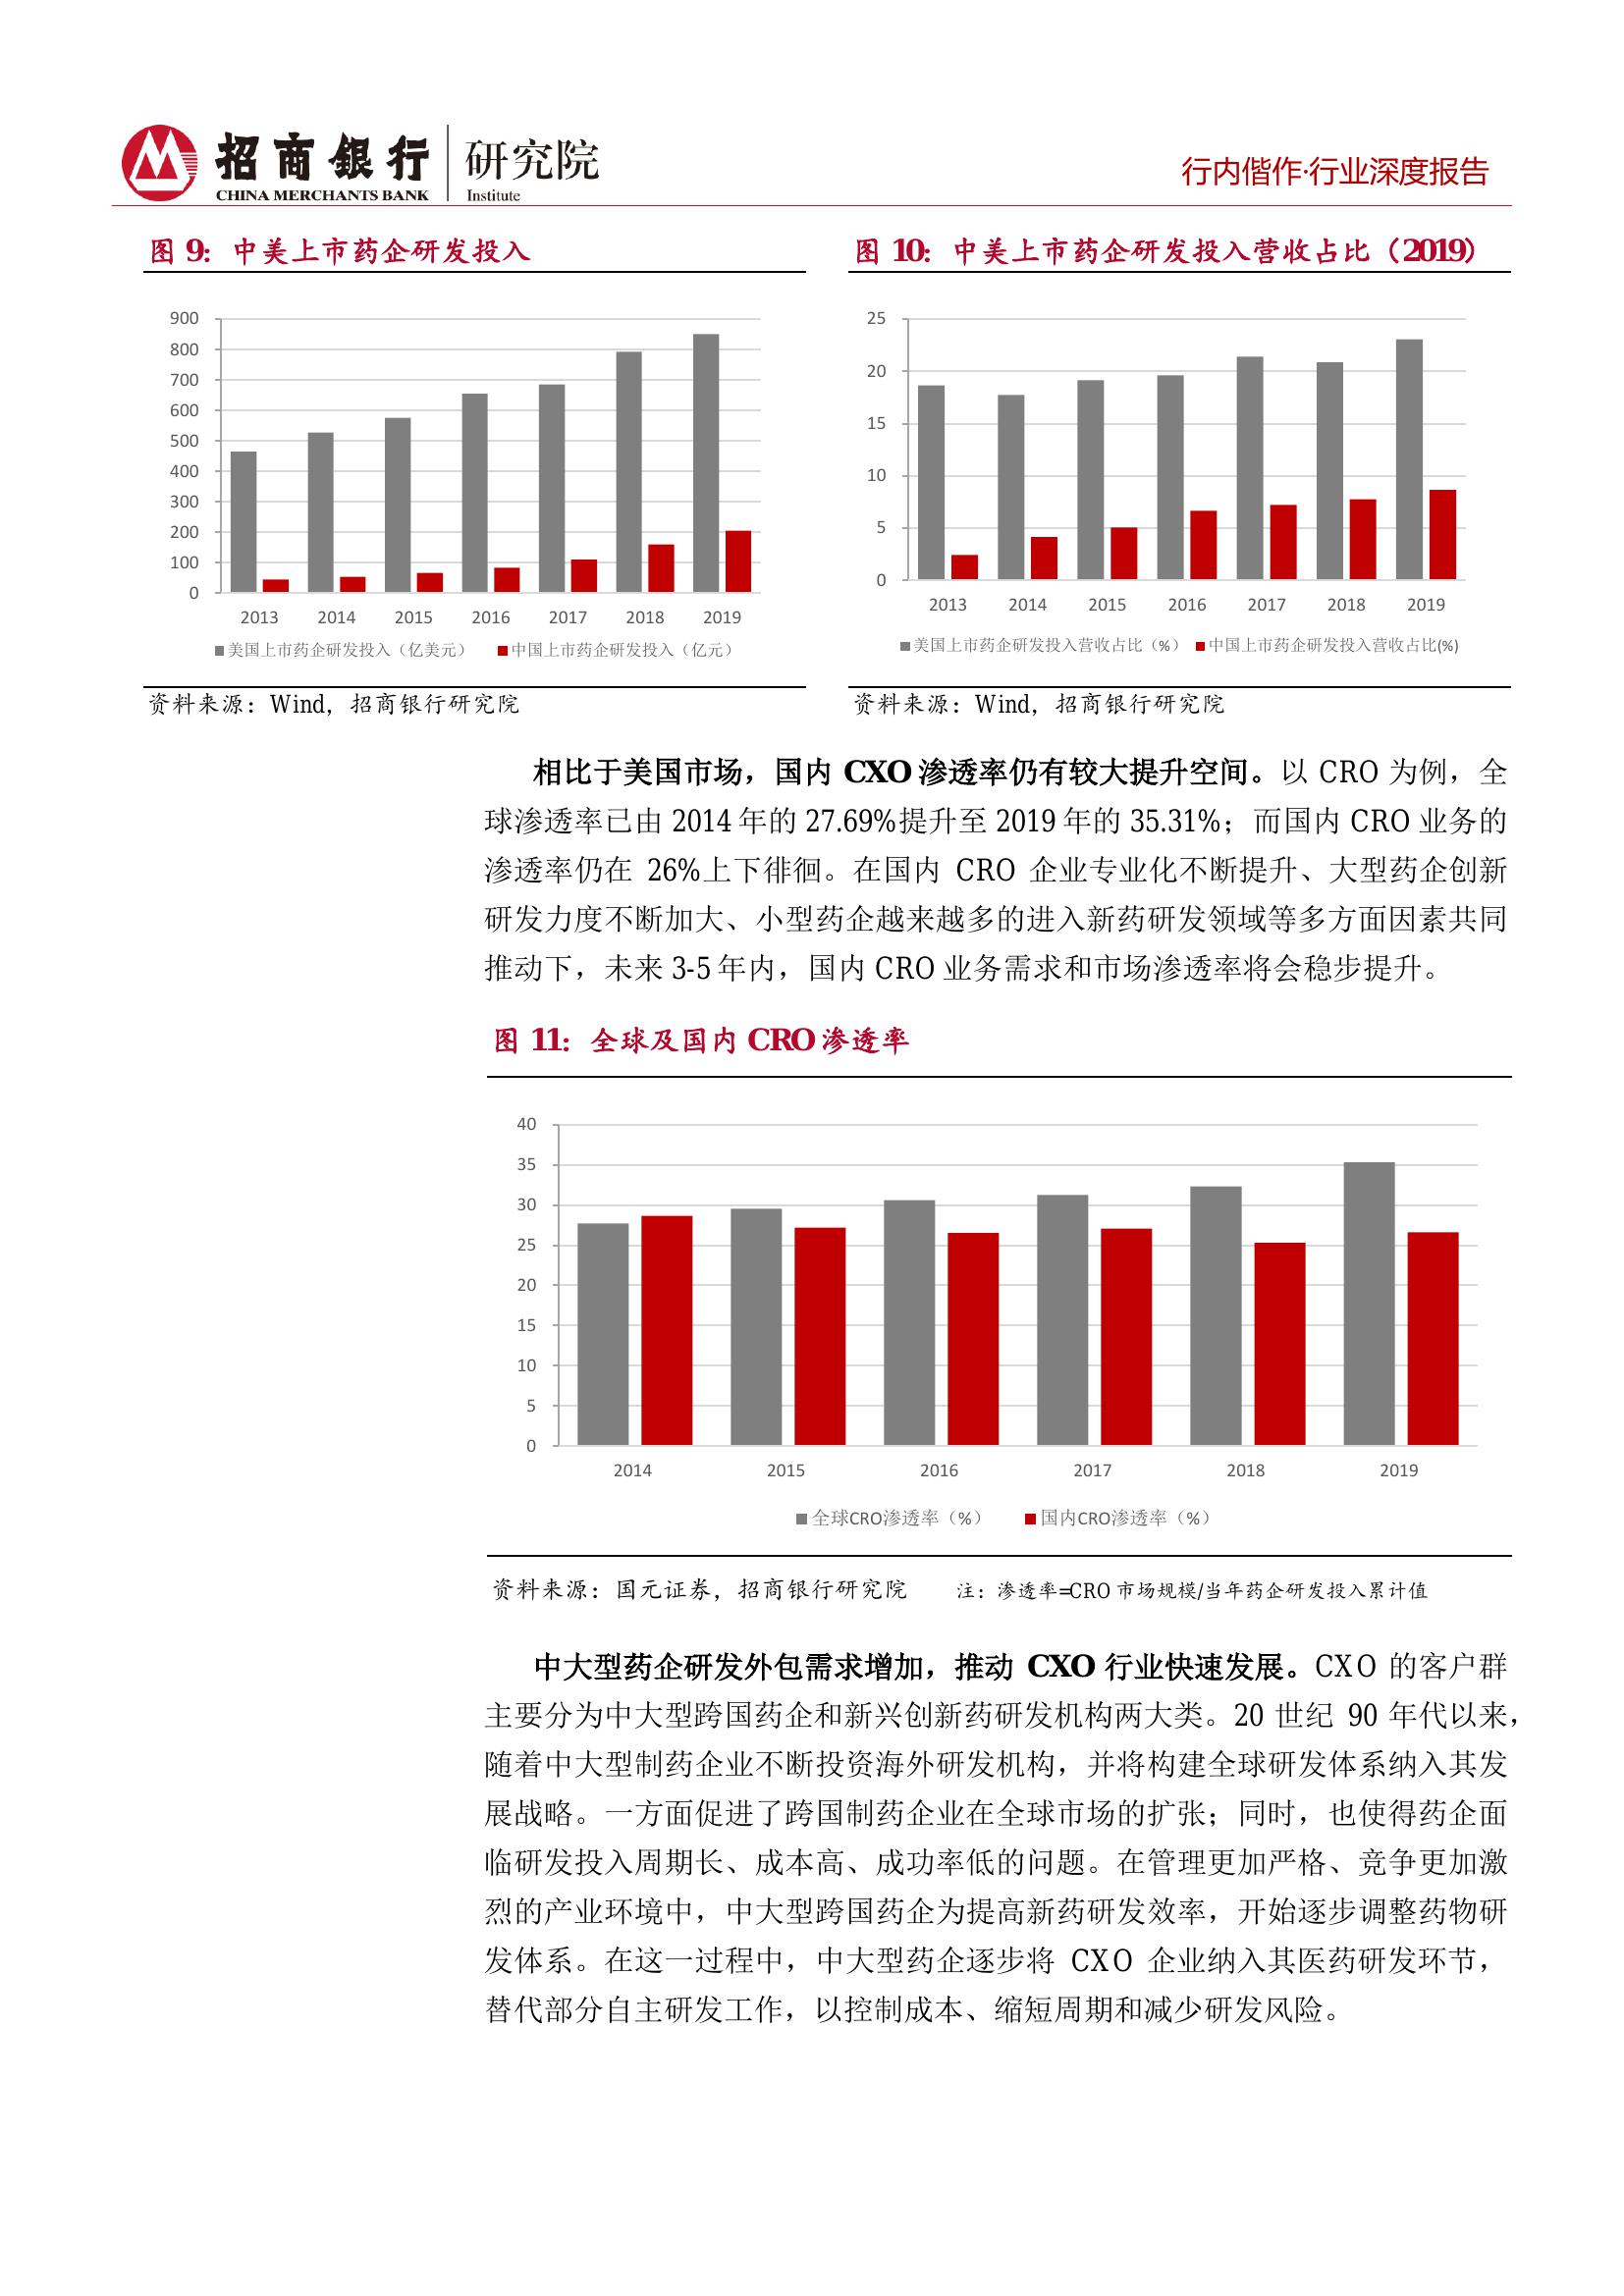 招商銀行 研究院
CHINA MERCHANTS BANK Institute
行内偕作·行业深度报告
图 9: 中美上市药企研发投入
900
800
700
600
500
400
300
200
100
0
2013 2014 2015 2016 2017 2018 2019
美国上市药企研发投入（亿美元） 中国上市药企研发投入（亿元）
资料来源：Wind，招商银行研究院
图 10: 中美上市药企研发投入营收占比（2019）
25
20
15
10
5
0
2013 2014 2015 2016 2017 2018 2019
美国上市药企研发投入营收占比（%） 中国上市药企研发投入营收占比(%)
资料来源：Wind，招商银行研究院
相比于美国市场，国内 CXO 渗透率仍有较大提升空间。以 CRO 为例，全
球渗透率已由 2014 年的 27.69%提升至 2019 年的 35.31%；而国内 CRO 业务的
渗透率仍在 26%上下徘徊。在国内 CRO 企业专业化不断提升、大型药企创新
研发力度不断加大、小型药企越来越多的进入新药研发领域等多方面因素共同
推动下，未来 3-5 年内，国内 CRO 业务需求和市场渗透率将会稳步提升。
图 11: 全球及国内 CRO 渗透率
40
35
30
25
20
15
10
5
0
2014 2015 2016 2017 2018 2019
全球CRO渗透率（%） 国内CRO渗透率（%）
资料来源：国元证券，招商银行研究院 注：渗透率=CRO 市场规模/当年药企研发投入累计值
中大型药企研发外包需求增加，推动 CXO 行业快速发展。CXO 的客户群
主要分为中大型跨国药企和新兴创新药研发机构两大类。20 世纪 90 年代以来，
随着中大型制药企业不断投资海外研发机构，并将构建全球研发体系纳入其发
展战略。一方面促进了跨国制药企业在全球市场的扩张；同时，也使得药企面
临研发投入周期长、成本高、成功率低的问题。在管理更加严格、竞争更加激
烈的产业环境中，中大型跨国药企为提高新药研发效率，开始逐步调整药物研
发体系。在这一过程中，中大型药企逐步将 CXO 企业纳入其医药研发环节，
替代部分自主研发工作，以控制成本、缩短周期和减少研发风险。